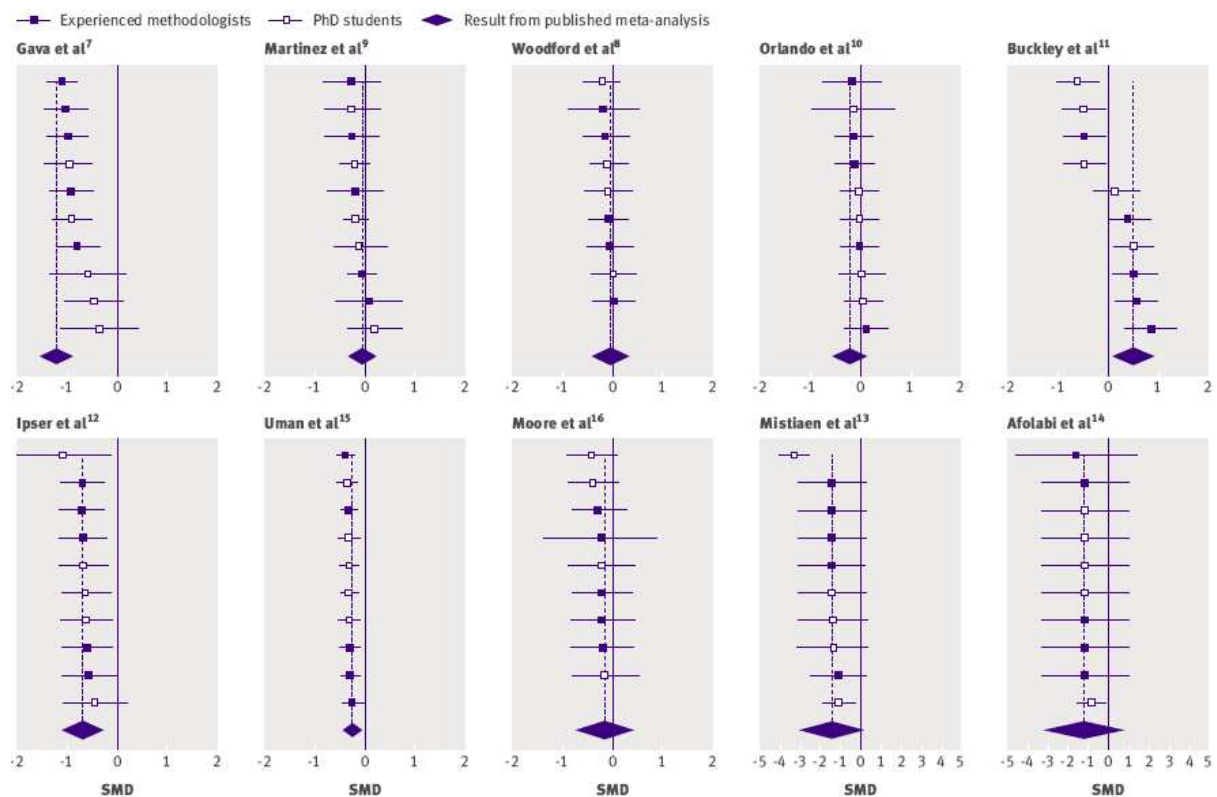 Experienced methodologists PhD students Result from published meta-analysis
Gava et al7 Martinez et al9 Woodford et al8 Orlando et al10 Buckley et al11
-2 -1 0 1 2 -2 -1 0 1 2 -2 -1 0 1 2 -2 -1 0 1 2 -2 -1 0 1 2
Ipser et al12 Uman et al15 Moore et al16 Mistiaen et al13 Afolabi et al14
-2 -1 0 1 2 -2 -1 0 1 2 -2 -1 0 1 2 -5 -4 -3 -2 -1 0 1 2 3 4 5 -5 -4 -3 -2 -1 0 1 2 3 4 5
SMD SMD SMD SMD SMD